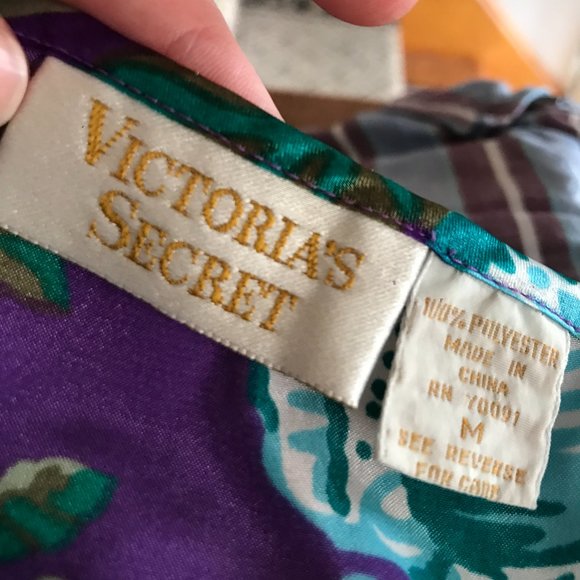 VICTORIA'S
SECRET
100% POLYESTER
MADE IN
CHINA
RN 70091
M
SEE REVERSE
FOR CARE